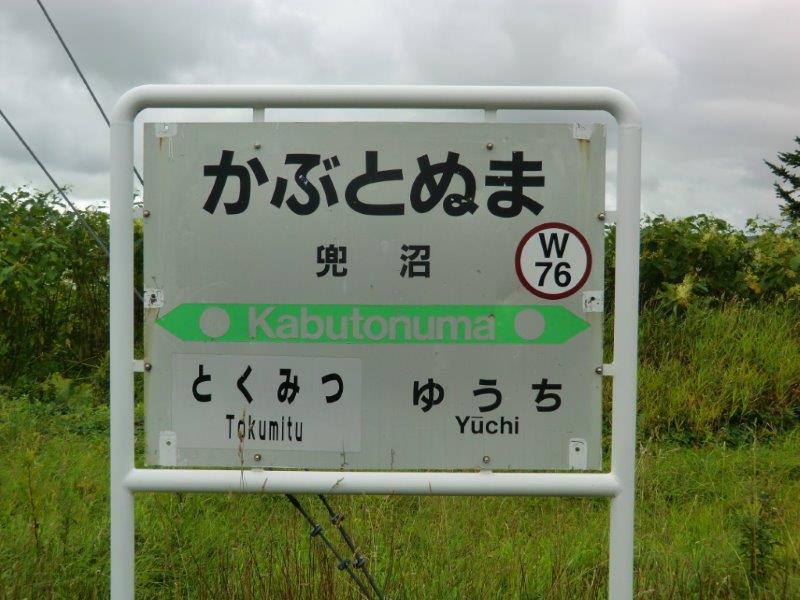 かぶとぬま
兜沼
W
76
Kabutonuma
とくみつ
Tokumitu
ゆうち
Yūchi